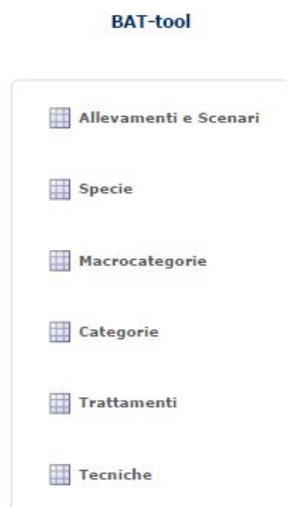 BAT-tool
Allevamenti e Scenari
Specie
Macrocategorie
Categorie
Trattamenti
Tecniche